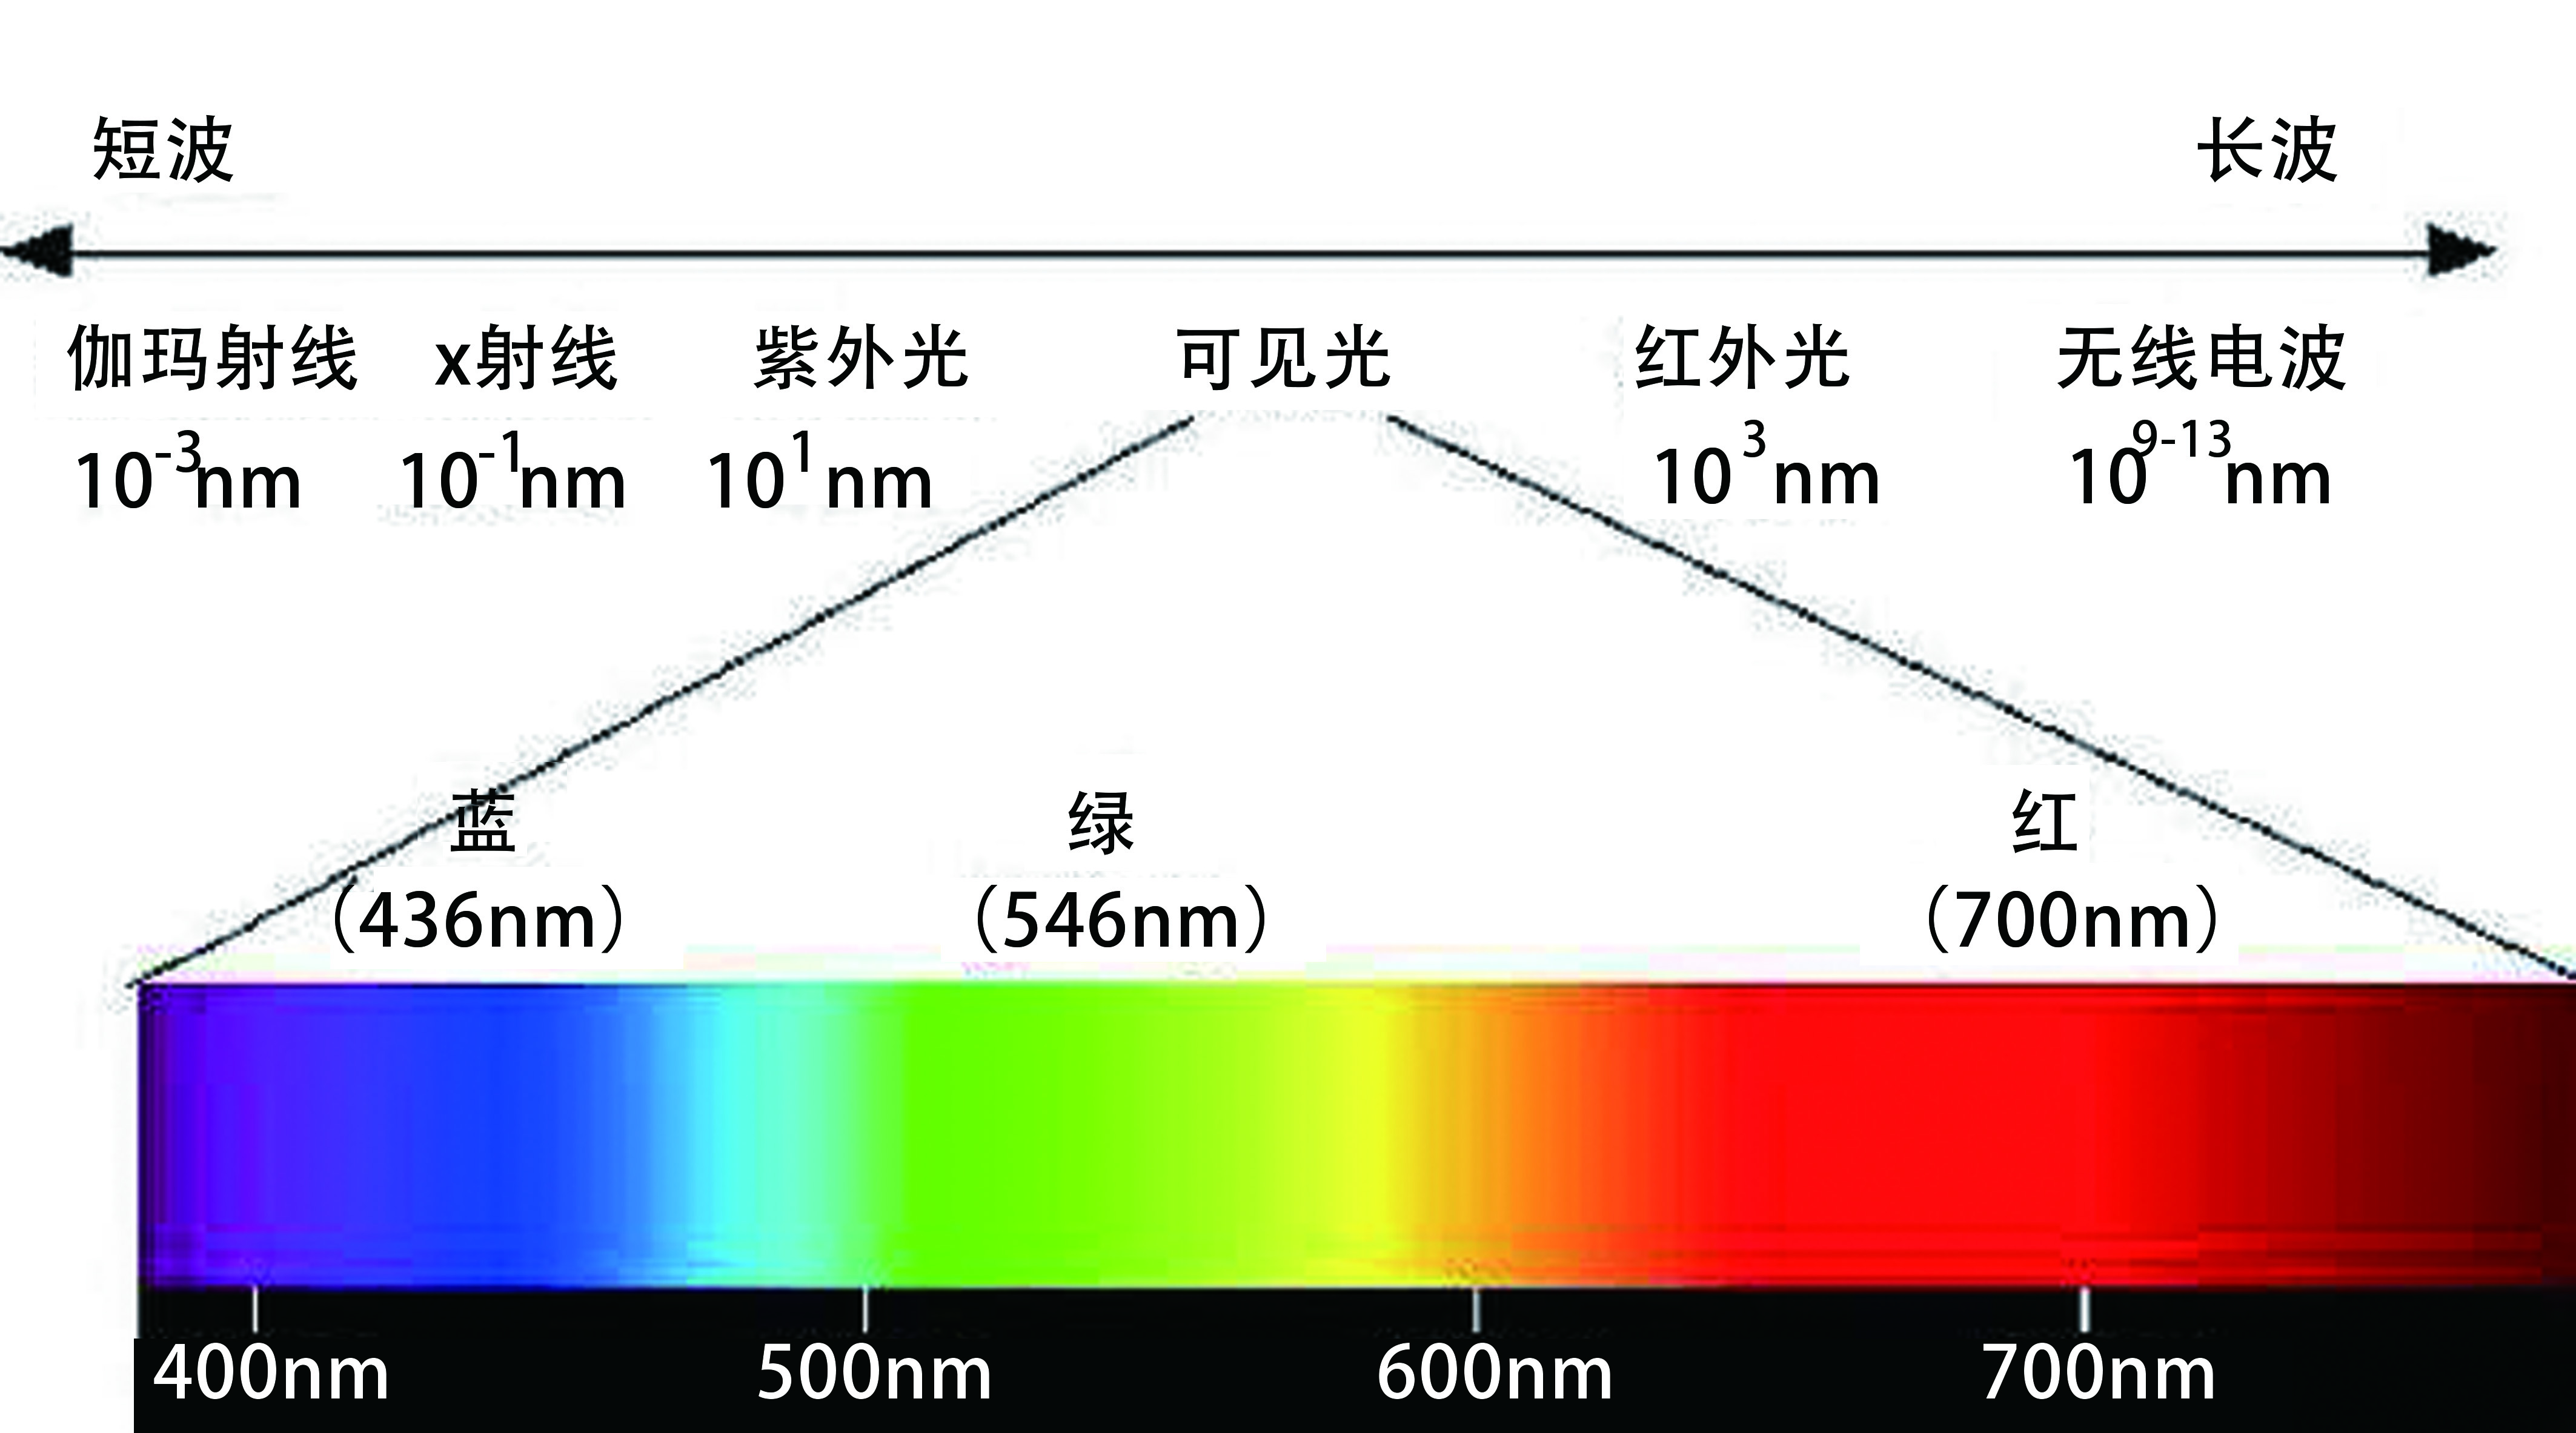 短波 长波
伽玛射线 x射线 紫外光 可见光 红外光 无线电波
10⁻³nm 10⁻¹nm 10¹nm 10³nm 10⁹⁻¹³nm
蓝 绿 红
（436nm） （546nm） （700nm）
400nm 500nm 600nm 700nm